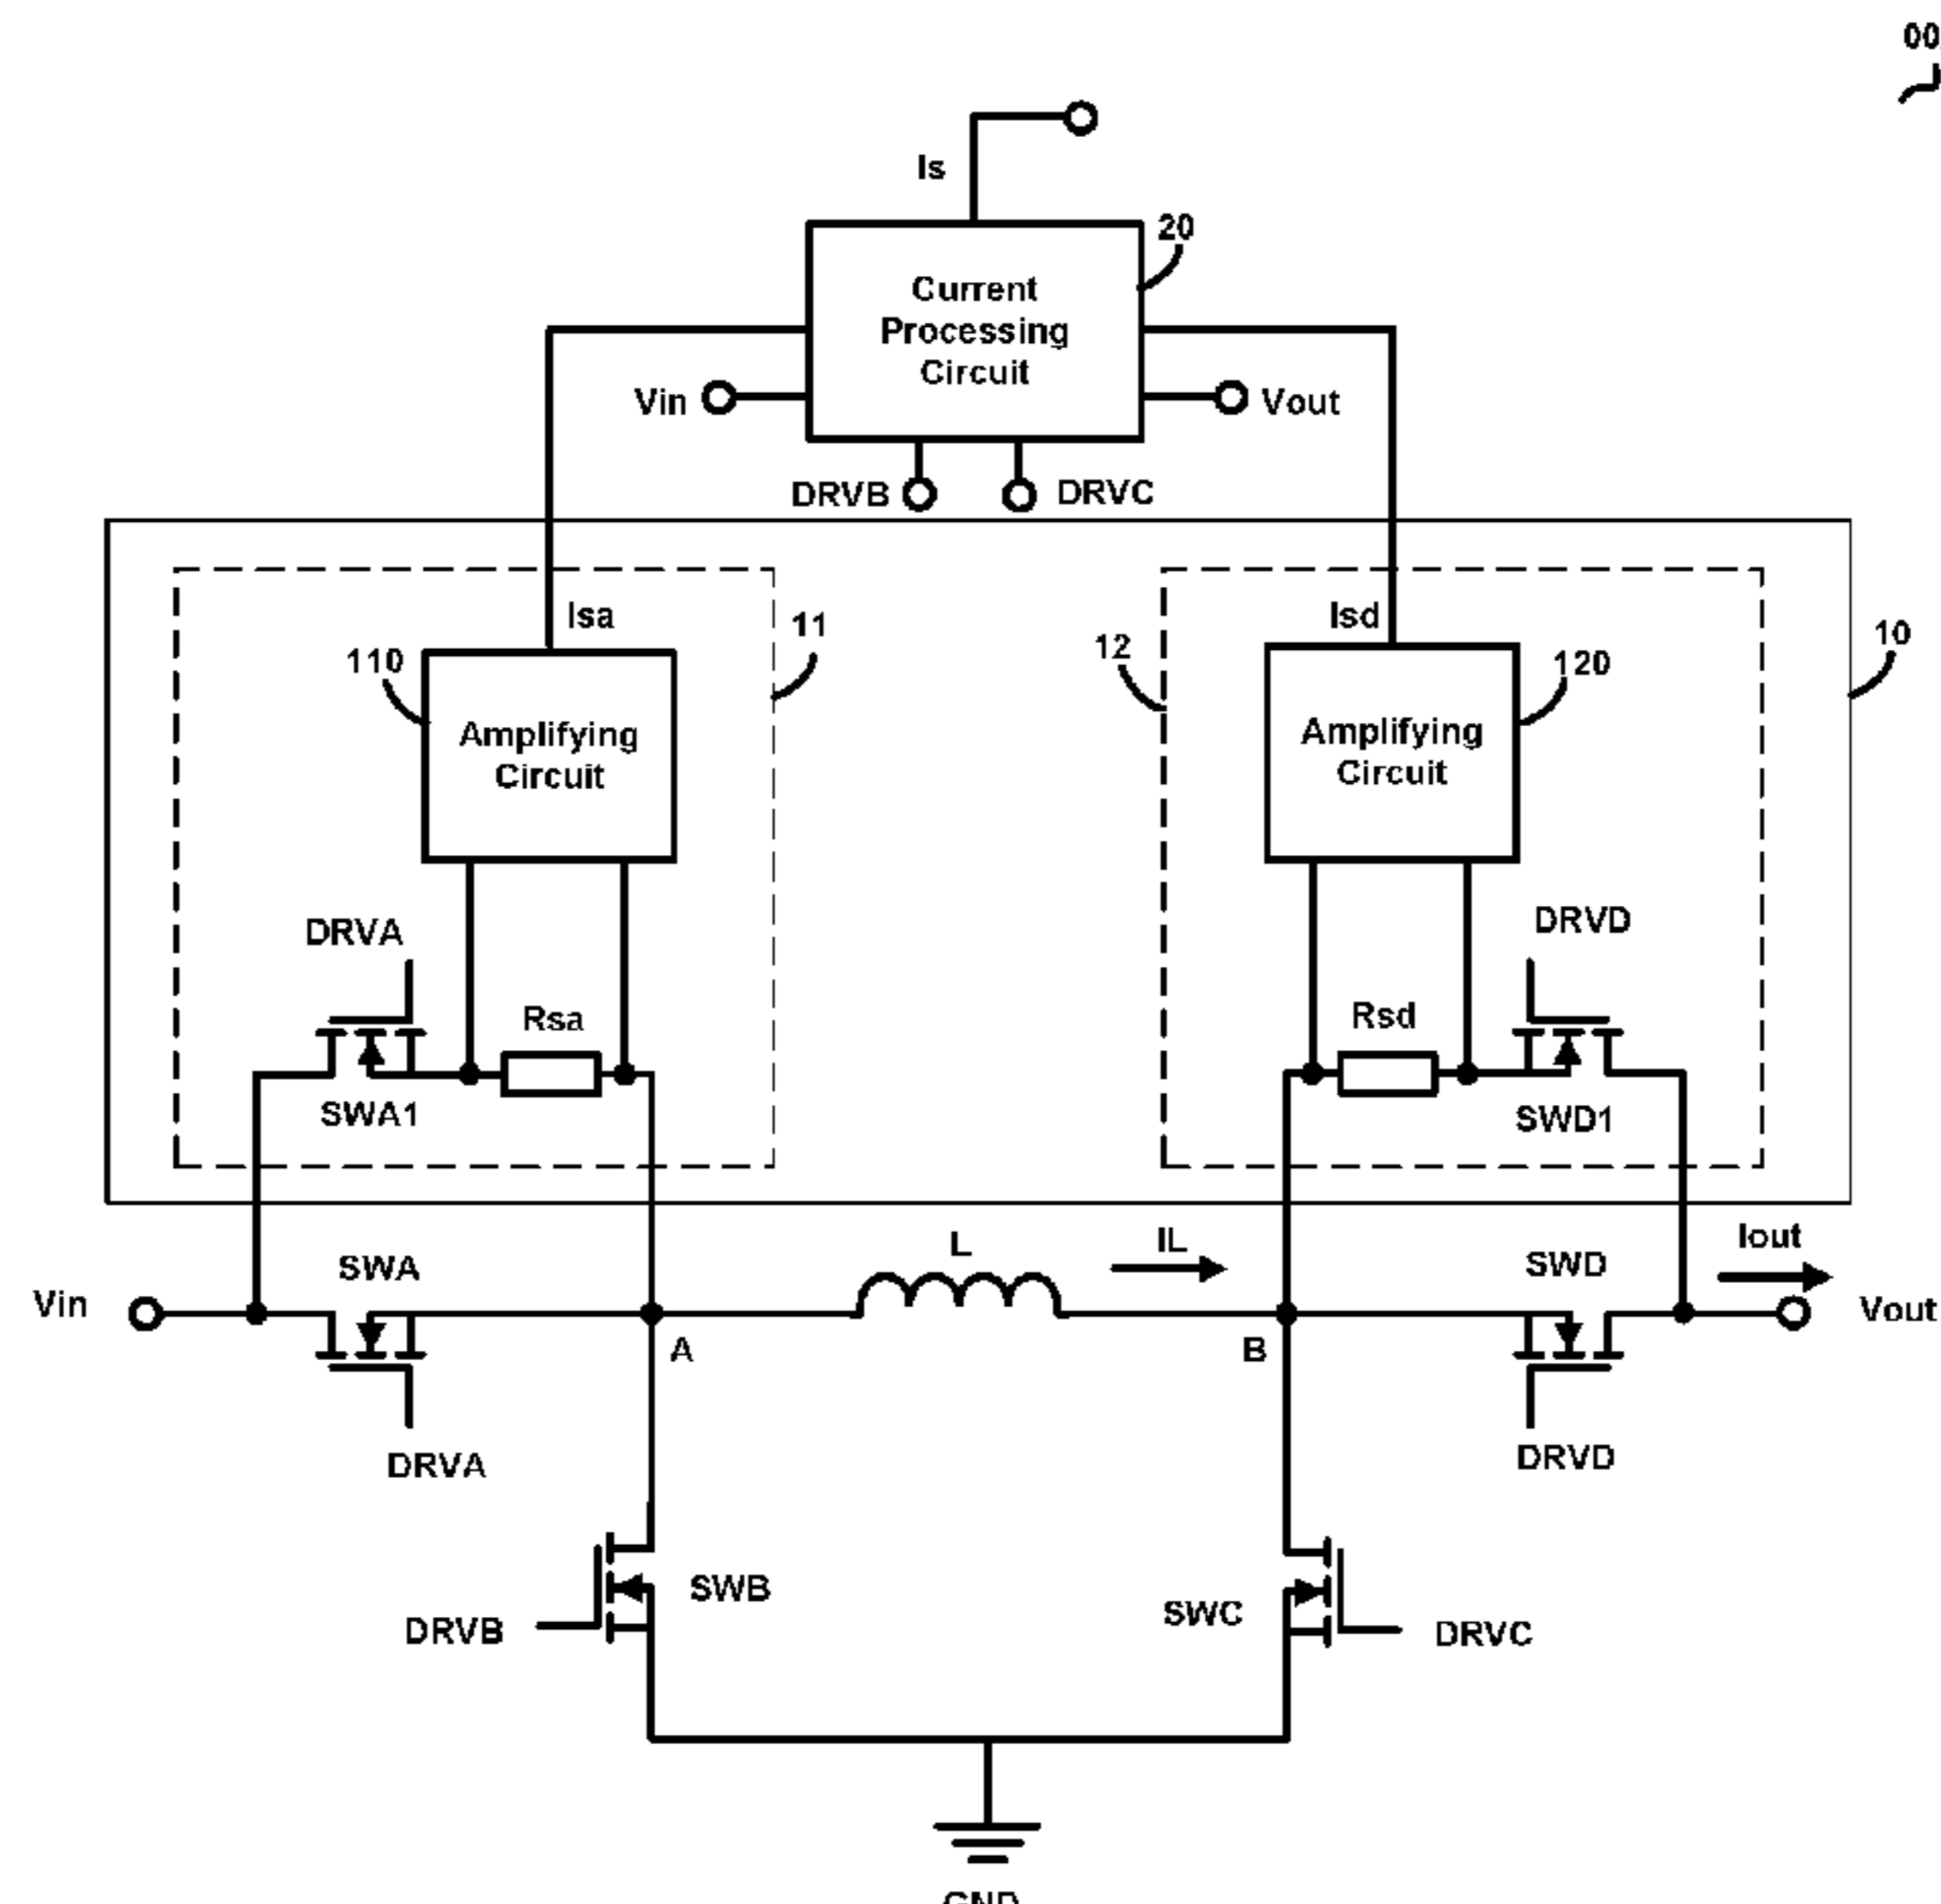 00
Is
20
Current
Processing
Circuit
Vin
Vout
DRVB
DRVC
Isa
11
Isd
12
10
110
120
Amplifying
Circuit
Amplifying
Circuit
DRVA
DRVD
Rsa
Rsd
SWA1
SWD1
Vin
SWA
L
IL
SWD
Iout
Vout
A
B
DRVA
DRVD
SWB
SWC
DRVB
DRVC
GND